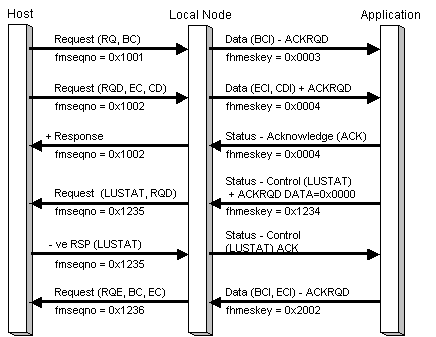 Host Local Node Application
Request (RQ, BC) Data (BCI) - ACKRQD
fmseqno = 0x1001 fhmeskey = 0x0003
Request (RQD, EC, CD) Data (ECI, CDI) + ACKRQD
fmseqno = 0x1002 fhmeskey = 0x0004
+ Response Status - Acknowledge (ACK)
fmseqno = 0x1002 fhmeskey = 0x0004
Status - Control (LUSTAT)
Request (LUSTAT, RQD) + ACKRQD DATA=0x0000
fmseqno = 0x1235 fhmeskey = 0x1234
- ve RSP (LUSTAT) Status - Control
fmseqno = 0x1235 (LUSTAT) ACK
Request (RQE, BC, EC) Data (BCI, ECI) - ACKRQD
fmseqno = 0x1236 fhmeskey = 0x2002